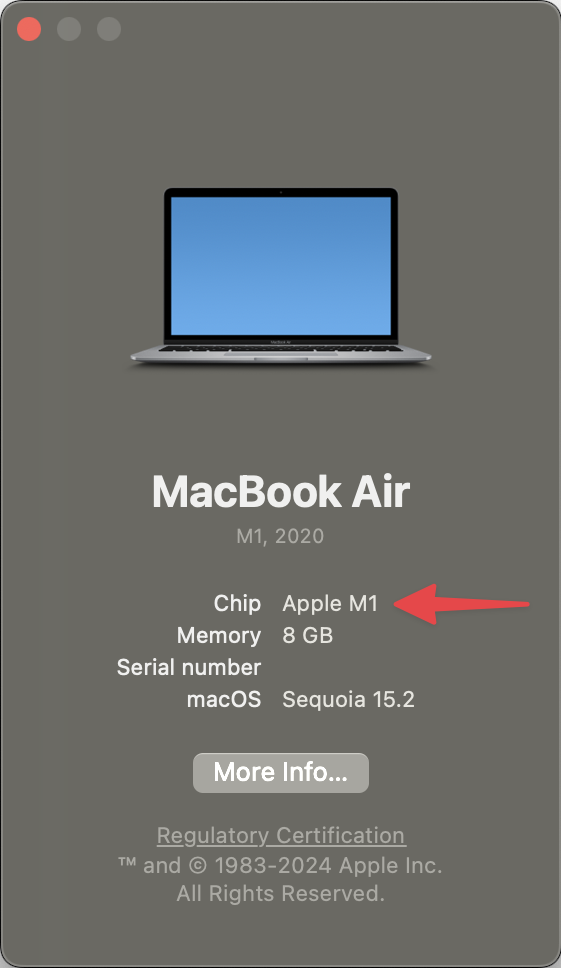 MacBook Air
M1, 2020
Chip Apple M1
Memory 8 GB
Serial number
macOS Sequoia 15.2
More Info...
Regulatory Certification
™ and © 1983-2024 Apple Inc.
All Rights Reserved.